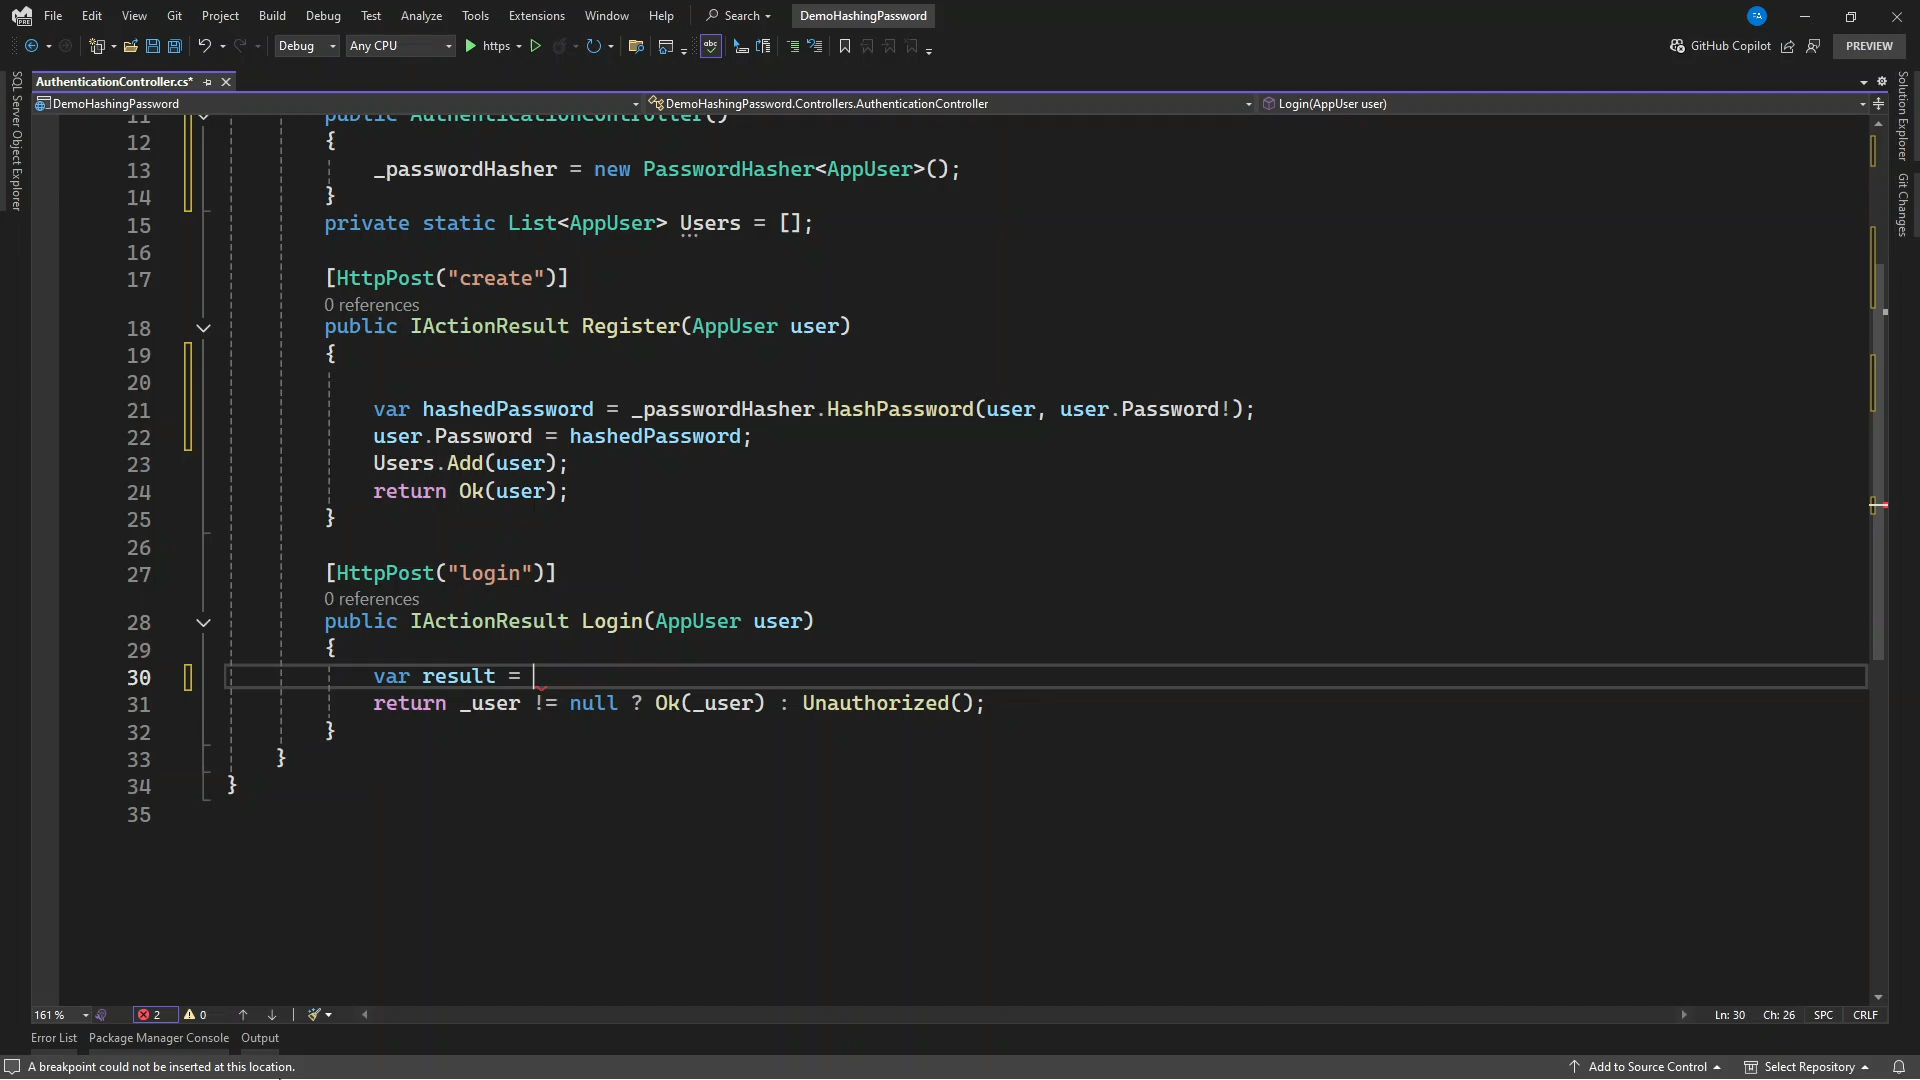 File Edit View Git Project Build Debug Test Analyze Tools Extensions Window Help Search DemoHashingPassword FA
Debug Any CPU https GitHub Copilot PREVIEW
AuthenticationController.cs*
DemoHashingPassword DemoHashingPassword.Controllers.AuthenticationController Login(AppUser user)
SQL Server Object Explorer
Solution Explorer
Git Changes
11 public AuthenticationController()
12 {
13 _passwordHasher = new PasswordHasher<AppUser>();
14 }
15 private static List<AppUser> Users = [];
16
17 [HttpPost("create")]
0 references
18 public IActionResult Register(AppUser user)
19 {
20
21 var hashedPassword = _passwordHasher.HashPassword(user, user.Password!);
22 user.Password = hashedPassword;
23 Users.Add(user);
24 return Ok(user);
25 }
26
27 [HttpPost("login")]
0 references
28 public IActionResult Login(AppUser user)
29 {
30 var result =
31 return _user != null ? Ok(_user) : Unauthorized();
32 }
33 }
34 }
35
161 % 2 0 Ln: 30 Ch: 26 SPC CRLF
Error List Package Manager Console Output
A breakpoint could not be inserted at this location. Add to Source Control Select Repository